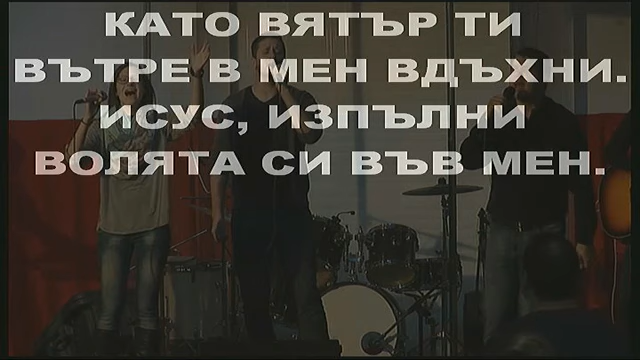 КАТО ВЯТЪР ТИ
ВЪТРЕ В МЕН ВДЪХНИ.
ИСУС, ИЗПЪЛНИ
ВОЛЯТА СИ ВЪВ МЕН.